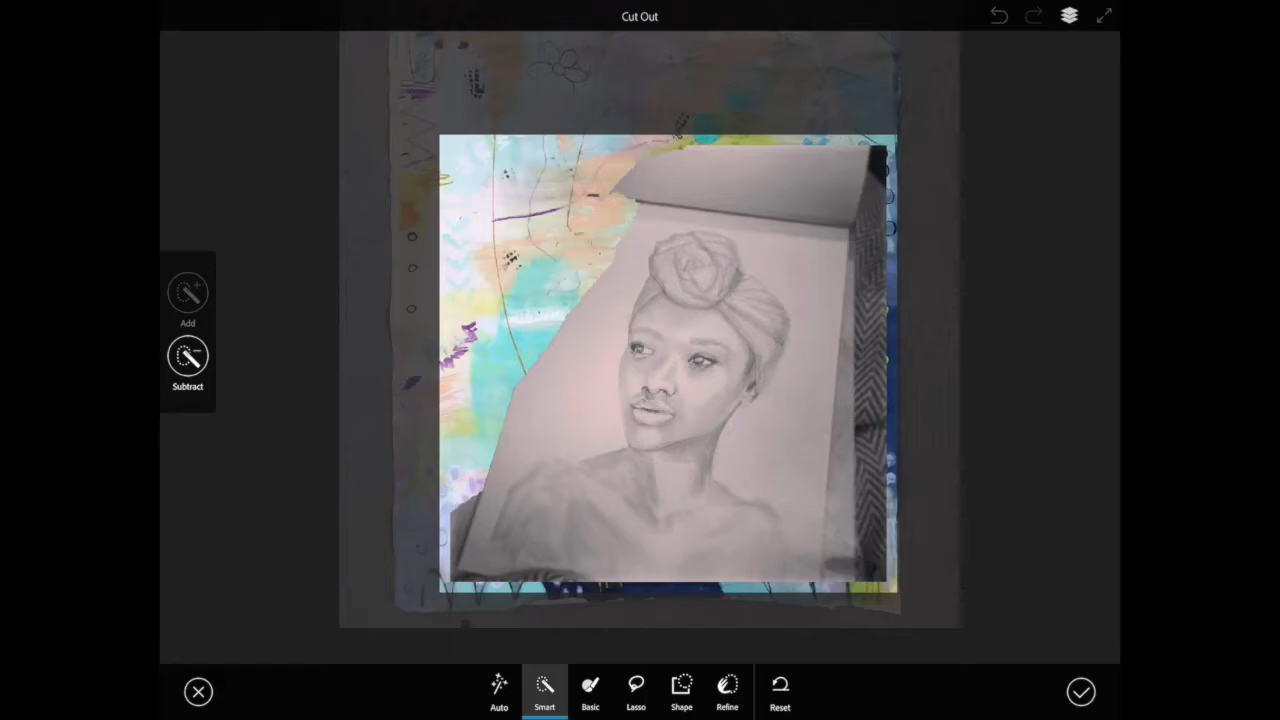 Cut Out
Add
Subtract
Auto
Smart
Basic
Lasso
Shape
Refine
Reset